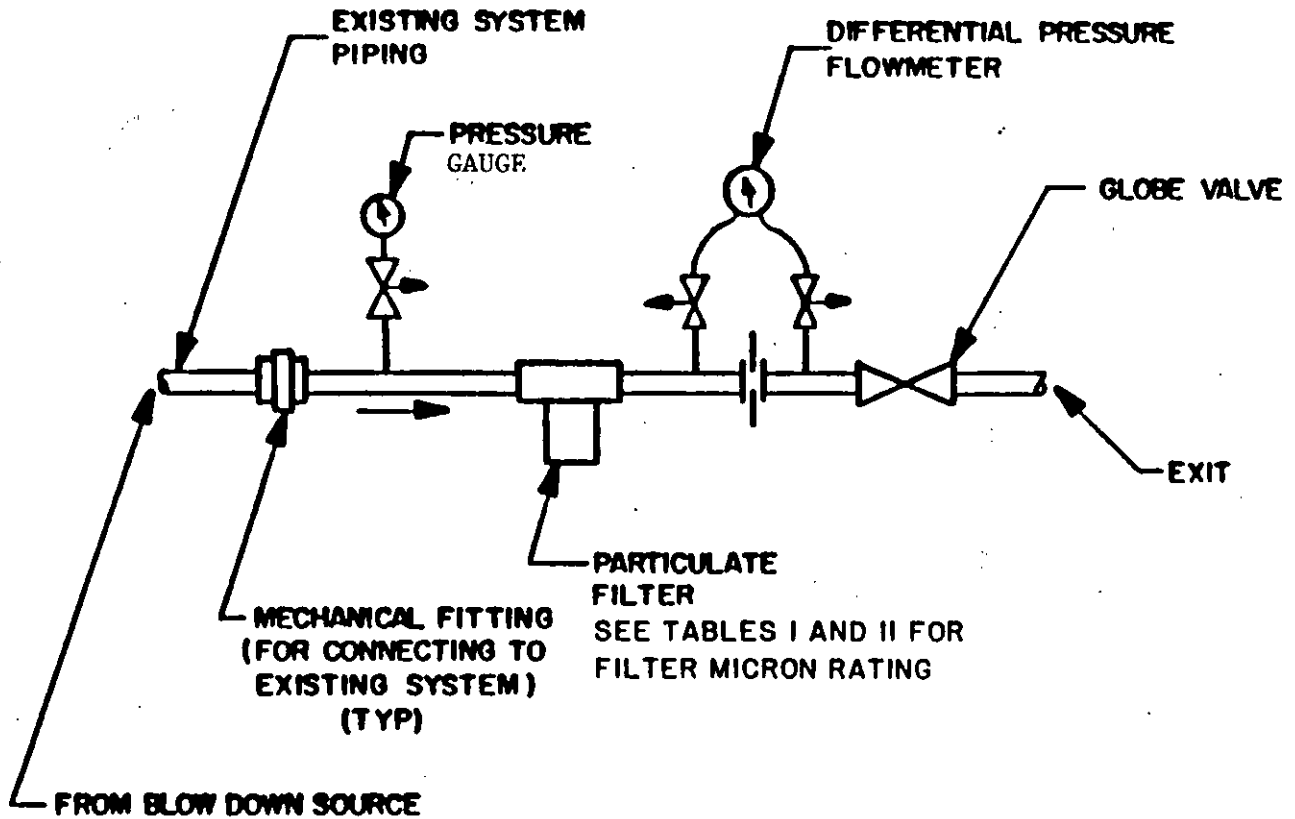 EXISTING SYSTEM
PIPING
DIFFERENTIAL PRESSURE
FLOWMETER
PRESSURE
GAUGE
GLOBE VALVE
EXIT
PARTICULATE
FILTER
SEE TABLES I AND II FOR
FILTER MICRON RATING
MECHANICAL FITTING
(FOR CONNECTING TO
EXISTING SYSTEM)
(TYP)
FROM BLOW DOWN SOURCE